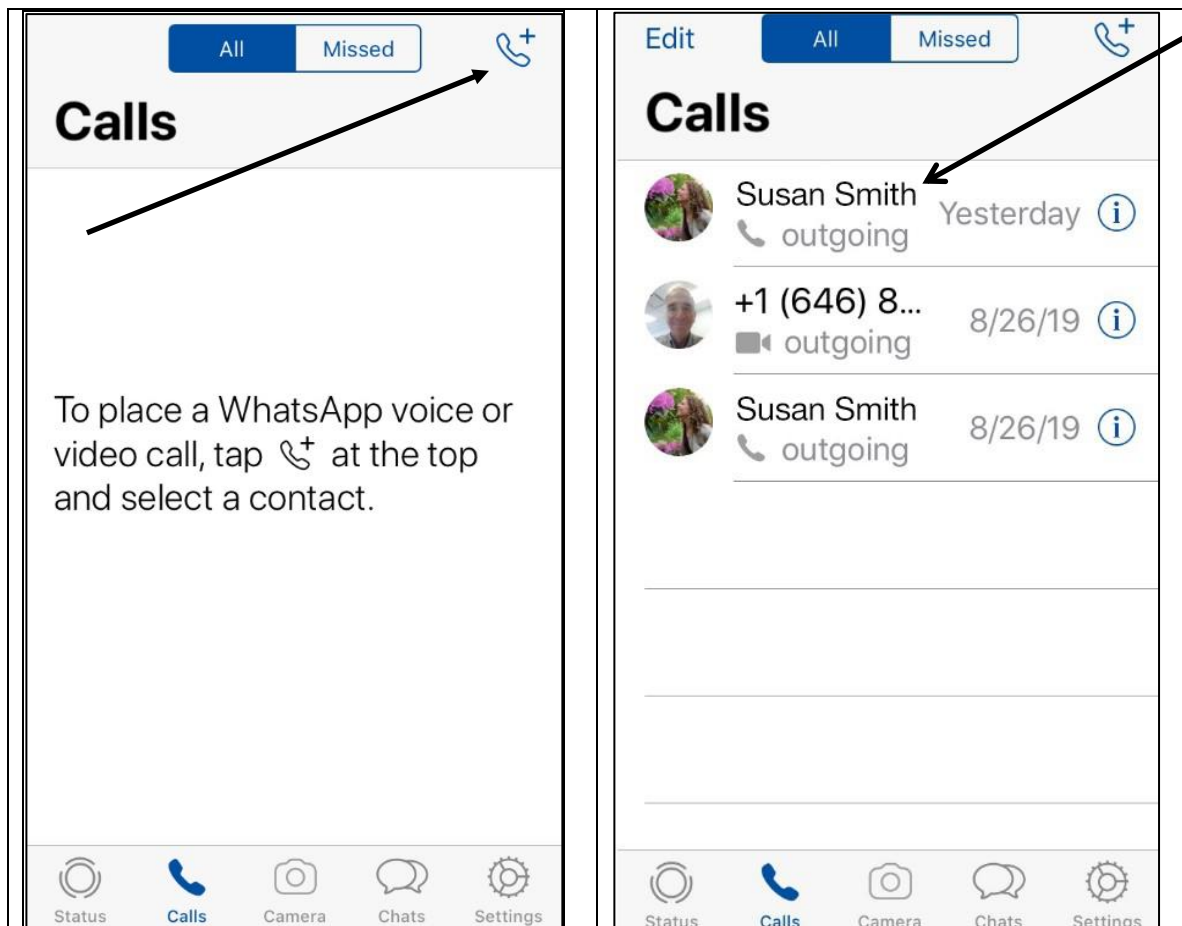 All Missed
Calls
To place a WhatsApp voice or
video call, tap at the top
and select a contact.
Status Calls Camera Chats Settings
Edit All Missed
Calls
Susan Smith Yesterday
outgoing
+1 (646) 8... 8/26/19
outgoing
Susan Smith 8/26/19
outgoing
Status Calls Camera Chats Settings